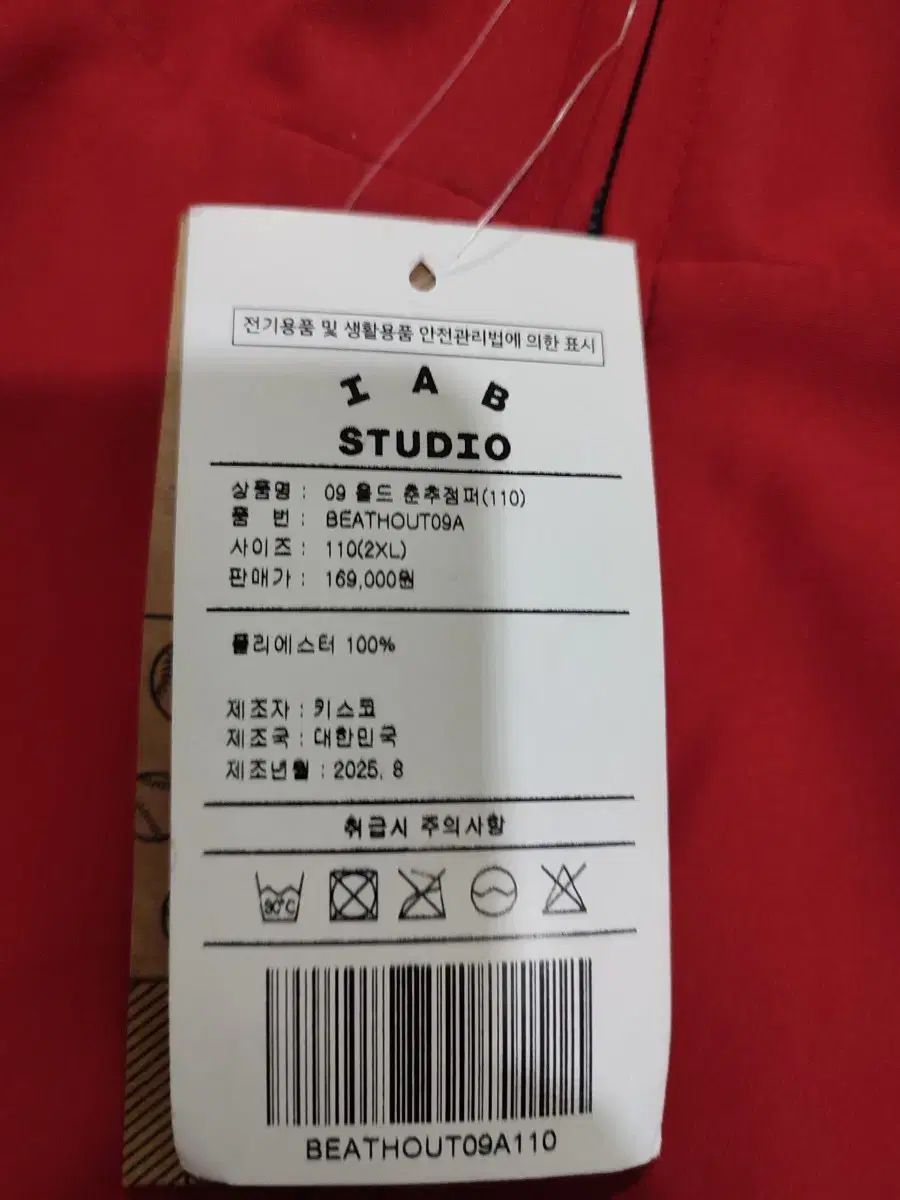 전기용품 및 생활용품 안전관리법에 의한 표시
IAB
STUDIO
상품명 : 09 올드 춘추점퍼(110)
품 번 : BEATHOUT09A
사이즈 : 110(2XL)
판매가 : 169,000원
폴리에스터 100%
제조자 : 키스코
제조국 : 대한민국
제조년월 : 2025. 8
취급시 주의사항
30℃
BEATHOUT09A110